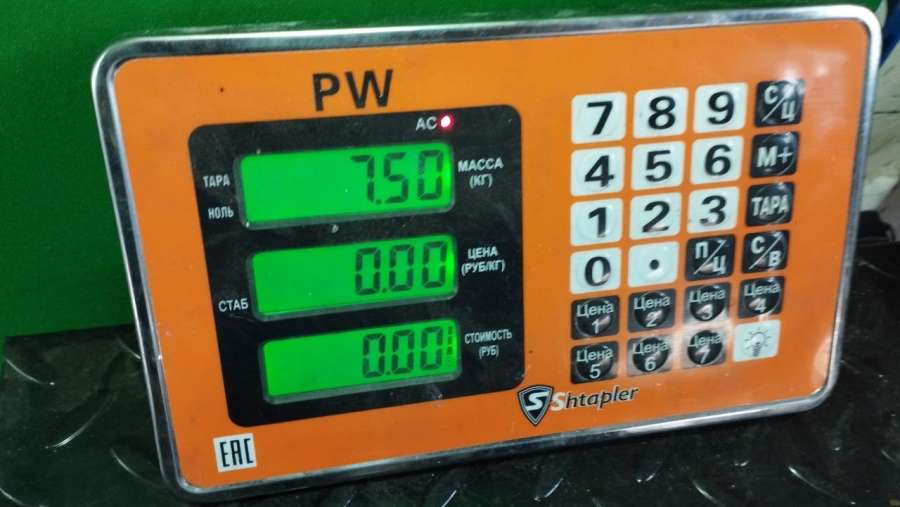 PW
AC
ТАРА
НОЛЬ
7.50
МАССА
(КГ)
0.00
ЦЕНА
(РУБ/КГ)
СТАБ
0.00
СТОИМОСТЬ
(РУБ)
7 8 9 С/Ц
4 5 6 М+
1 2 3 ТАРА
0 . П/Ц С/В
Цена 1 Цена 2 Цена 3 Цена 4
Цена 5 Цена 6 Цена 7
S Shtapler
EAC